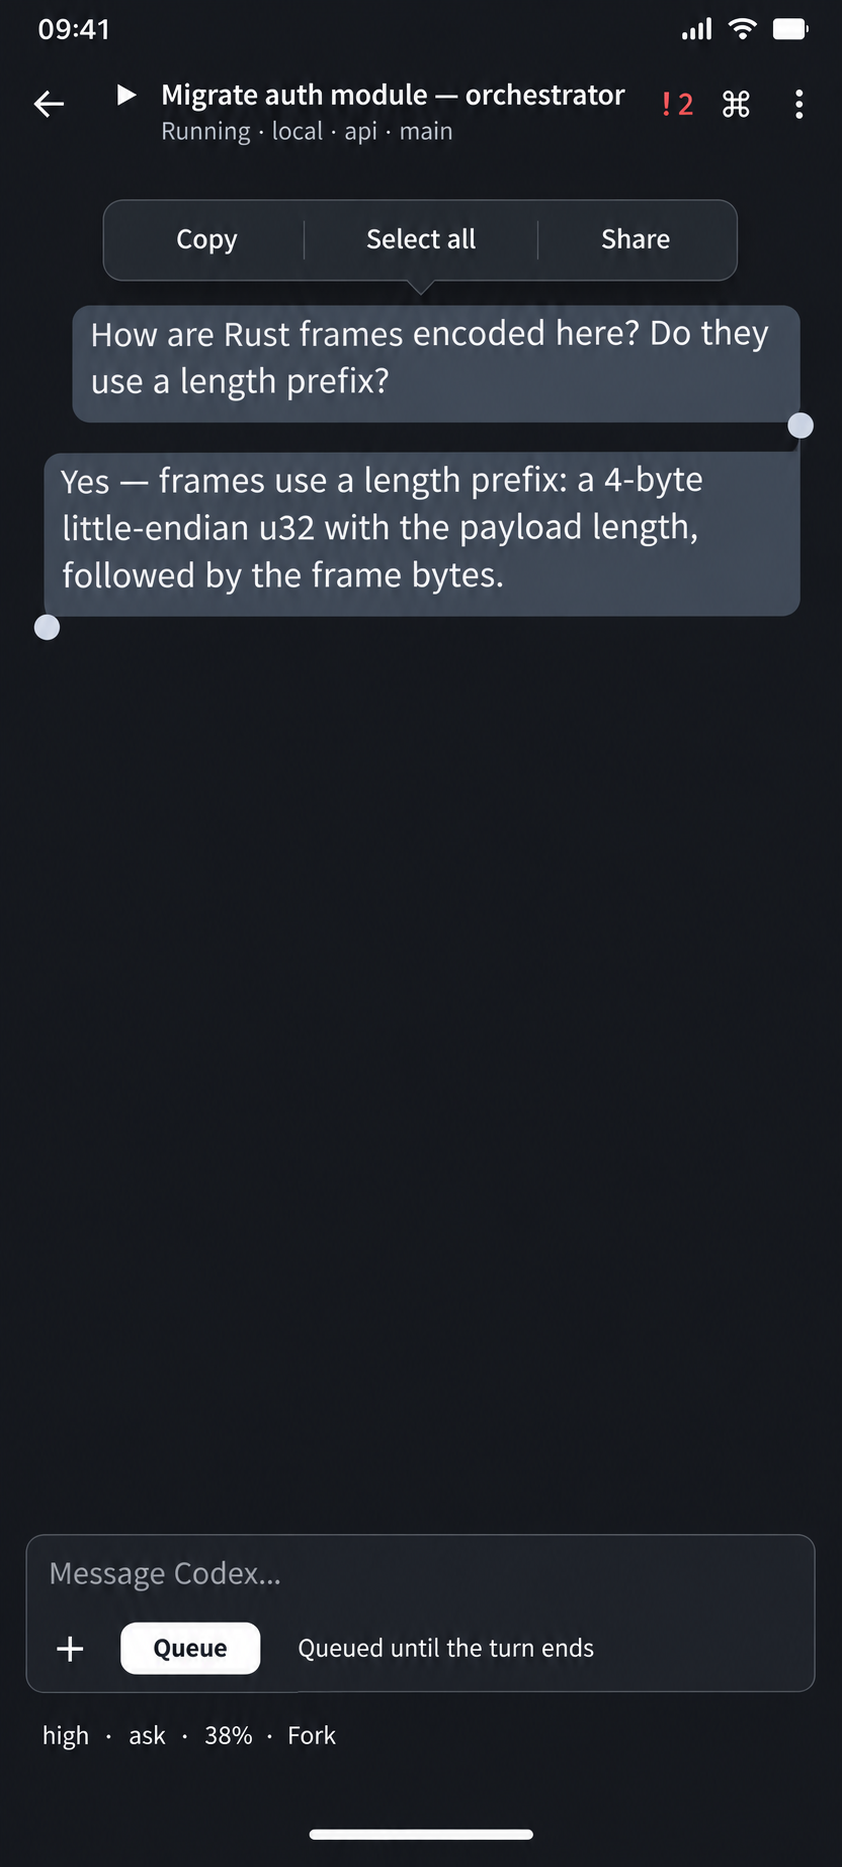 09:41
Migrate auth module — orchestrator
Running · local · api · main
!2
Copy
Select all
Share
How are Rust frames encoded here? Do they
use a length prefix?
Yes — frames use a length prefix: a 4-byte
little-endian u32 with the payload length,
followed by the frame bytes.
Message Codex...
Queue
Queued until the turn ends
high · ask · 38% · Fork